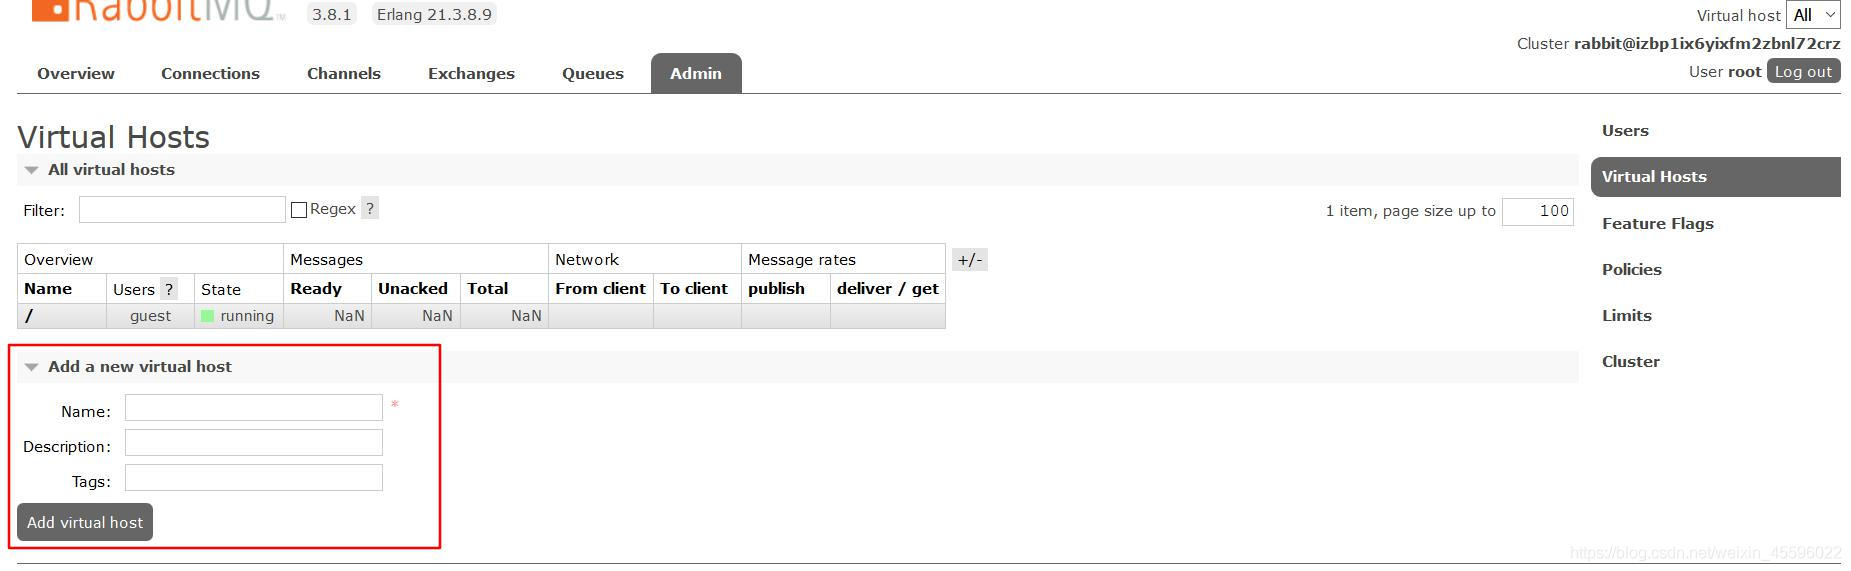 RabbitMQ TM 3.8.1 Erlang 21.3.8.9
Virtual host All
Cluster rabbit@izbp1ix6yixfm2zbnl72crz
User root Log out
Overview Connections Channels Exchanges Queues Admin
Virtual Hosts
All virtual hosts
Filter: Regex ? 1 item, page size up to 100
Overview Messages Network Message rates +/-
Name Users ? State Ready Unacked Total From client To client publish deliver / get
/ guest running NaN NaN NaN
Add a new virtual host
Name: *
Description:
Tags:
Add virtual host
Users
Virtual Hosts
Feature Flags
Policies
Limits
Cluster
https://blog.csdn.net/weixin_45596022